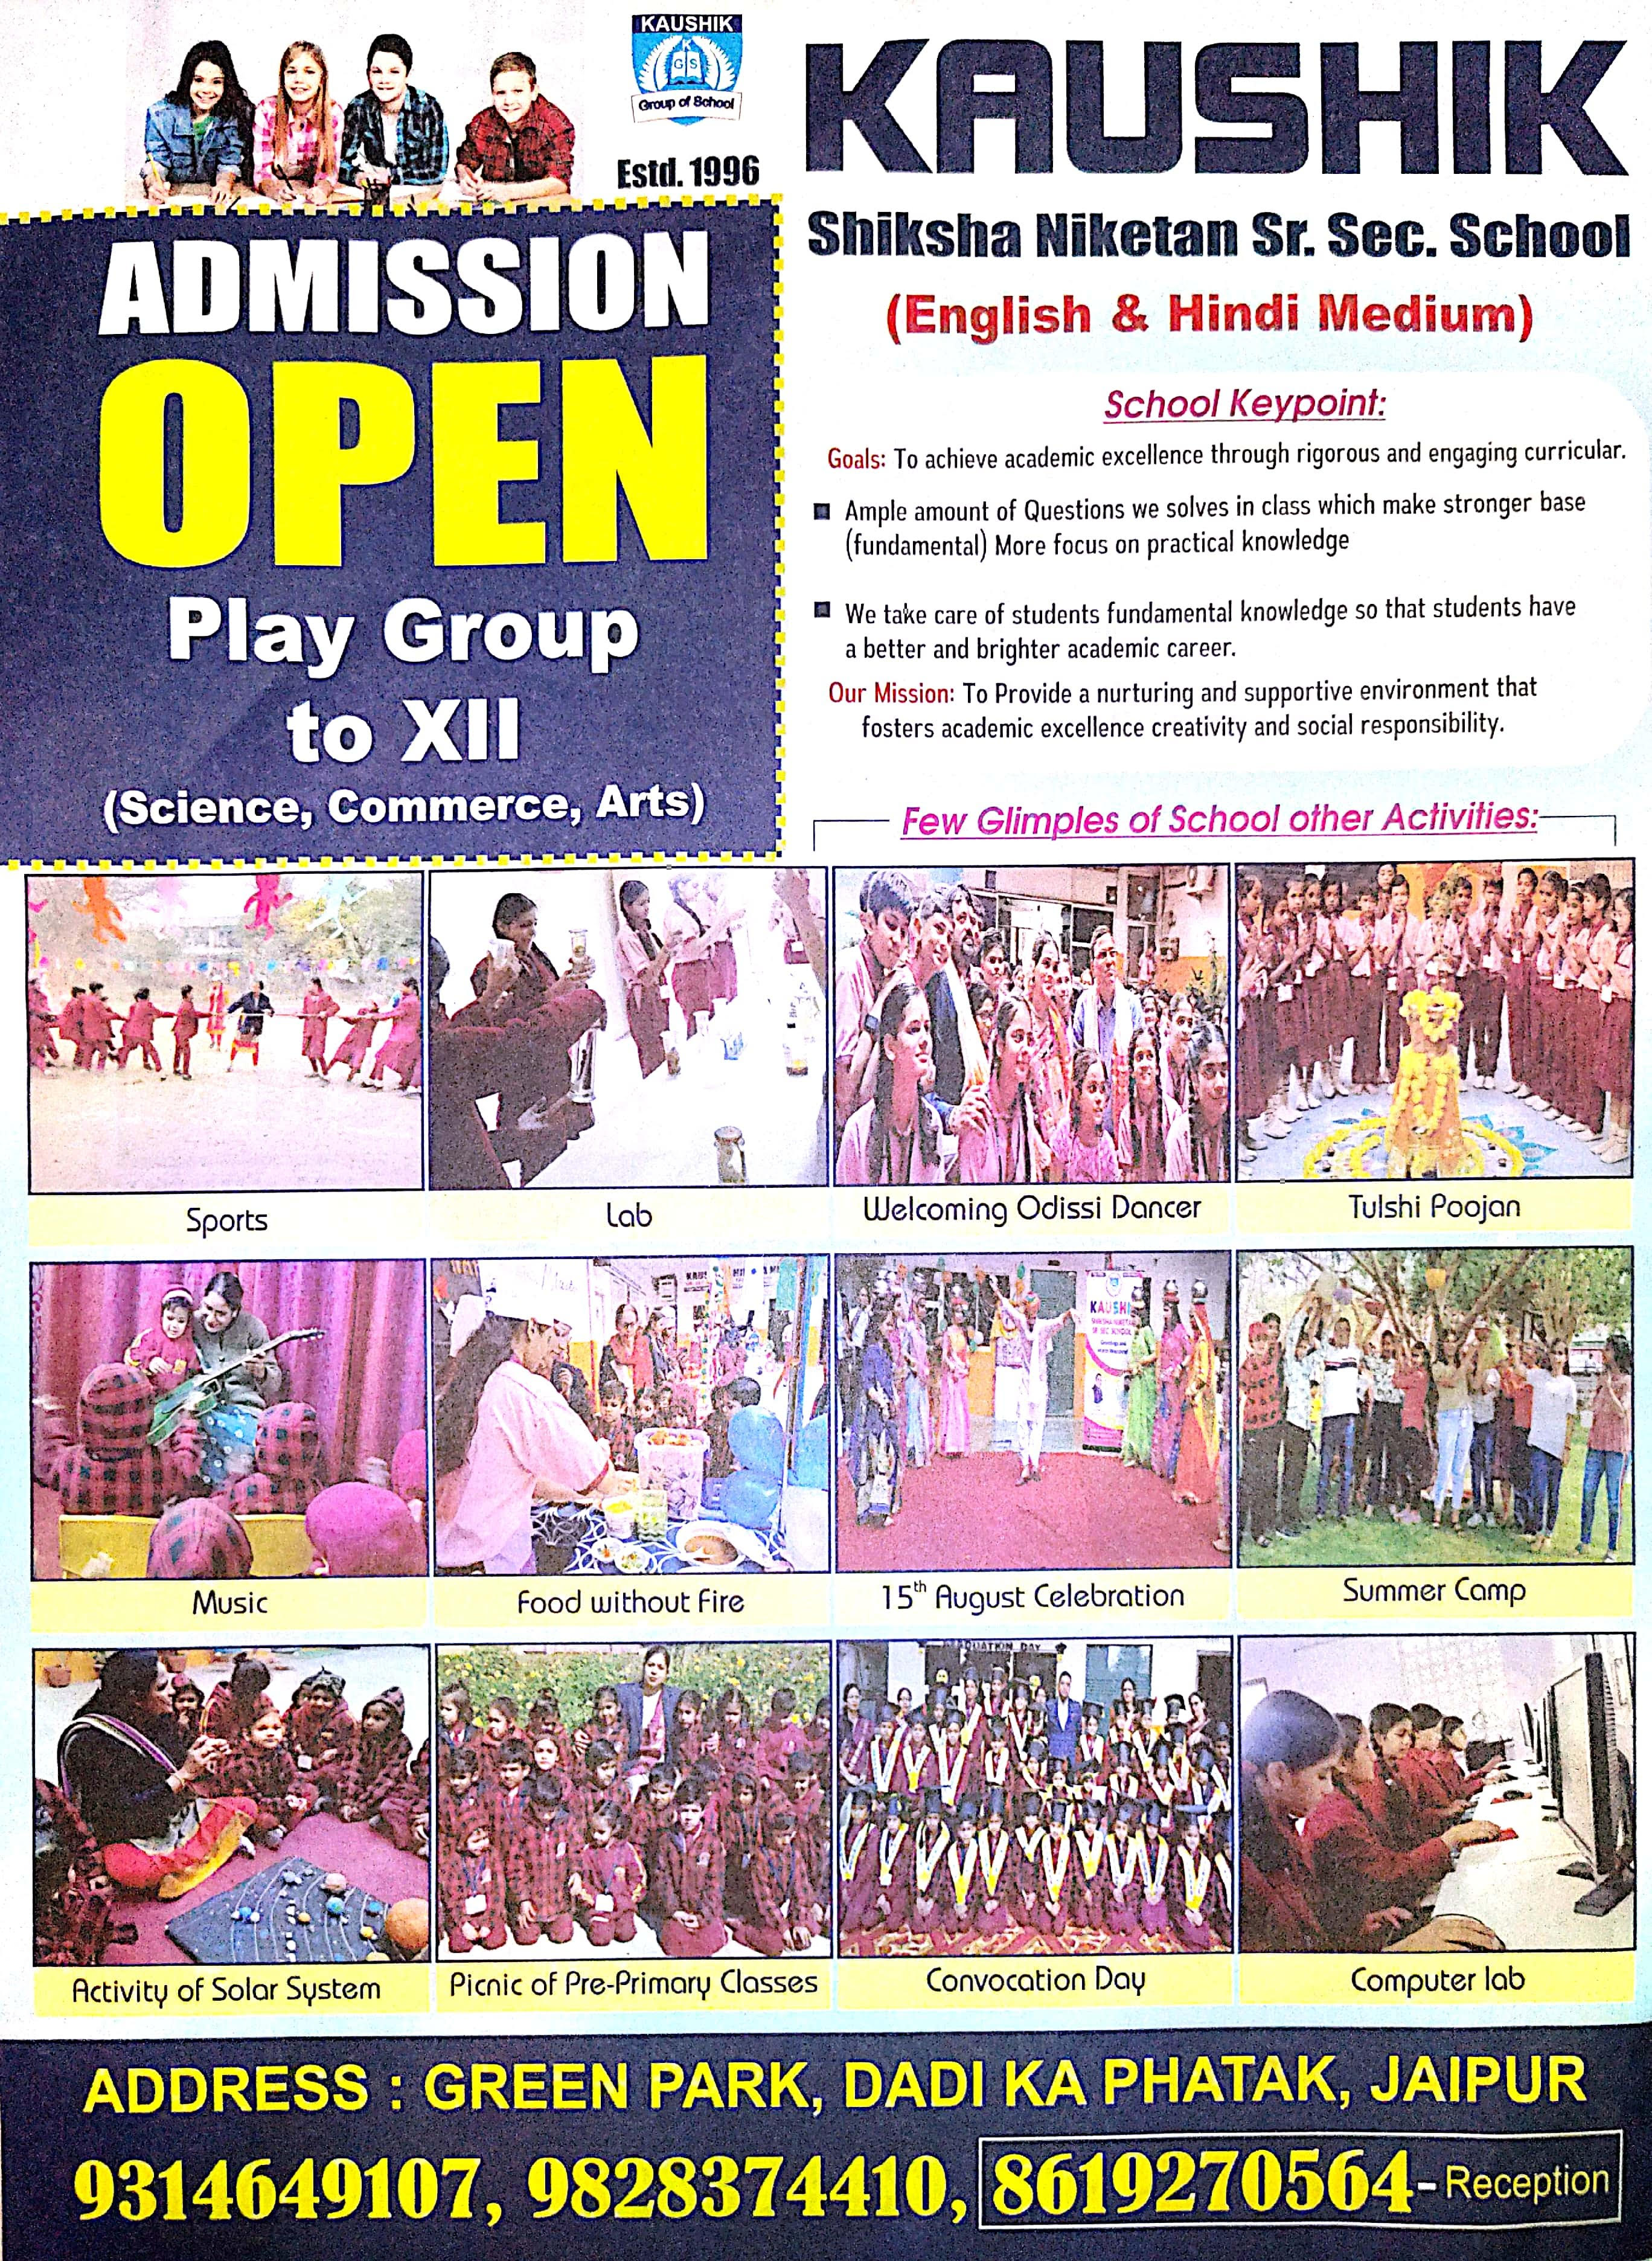 KAUSHIK
G S
Group of School
Estd. 1996
KAUSHIK
Shiksha Niketan Sr. Sec. School
(English & Hindi Medium)
ADMISSION
OPEN
Play Group
to XII
(Science, Commerce, Arts)
School Keypoint:
Goals: To achieve academic excellence through rigorous and engaging curricular.
Ample amount of Questions we solves in class which make stronger base
(fundamental) More focus on practical knowledge
We take care of students fundamental knowledge so that students have
a better and brighter academic career.
Our Mission: To Provide a nurturing and supportive environment that
fosters academic excellence creativity and social responsibility.
Few Glimples of School other Activities:
Sports
Lab
Welcoming Odissi Dancer
Tulshi Poojan
KAUSHI
Music
Food without Fire
15th August Celebration
Summer Camp
Activity of Solar System
Picnic of Pre-Primary Classes
Convocation Day
Computer lab
ADDRESS : GREEN PARK, DADI KA PHATAK, JAIPUR
9314649107, 9828374410, 8619270564-Reception